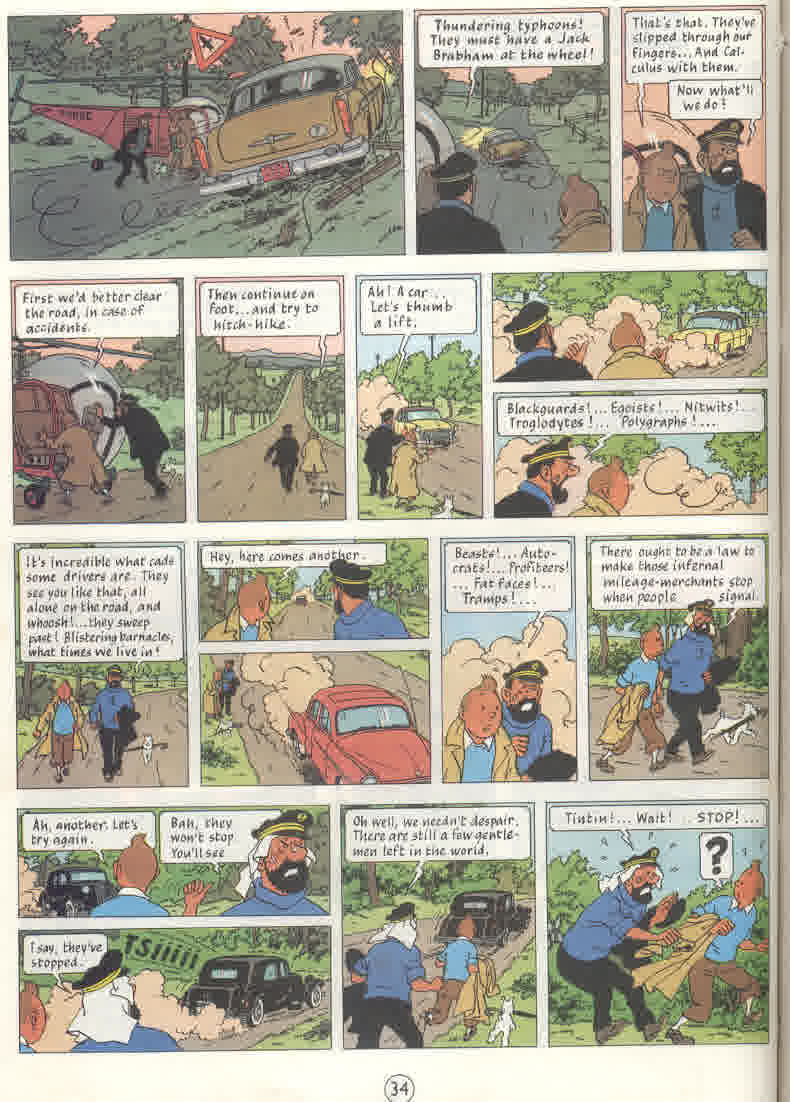 Thundering typhoons!
They must have a Jack
Brabham at the wheel!
That's that. They've
slipped through our
fingers... And Cal-
culus with them.
Now what'll
we do?
First we'd better clear
the road, in case of
accidents.
Then continue on
foot...and try to
hitch-hike.
Ah! A car...
Let's thumb
a lift.
Blackguards!... Egoists!... Nitwits!...
Troglodytes!... Polygraphs!...
It's incredible what cads
some drivers are. They
see you like that, all
alone on the road, and
whoosh!...they sweep
past! Blistering barnacles,
what times we live in!
Hey, here comes another.
Beasts!... Auto-
crats!... Profiteers!
... Fat faces!...
Tramps!...
There ought to be a law to
make those infernal
mileage-merchants stop
when people signal.
Ah, another. Let's
try again.
Bah, they
won't stop
You'll see
I say, they've
stopped.
TSiiiii
Oh well, we needn't despair.
There are still a few gentle-
men left in the world.
Tintin!... Wait! .. STOP!...
?
34